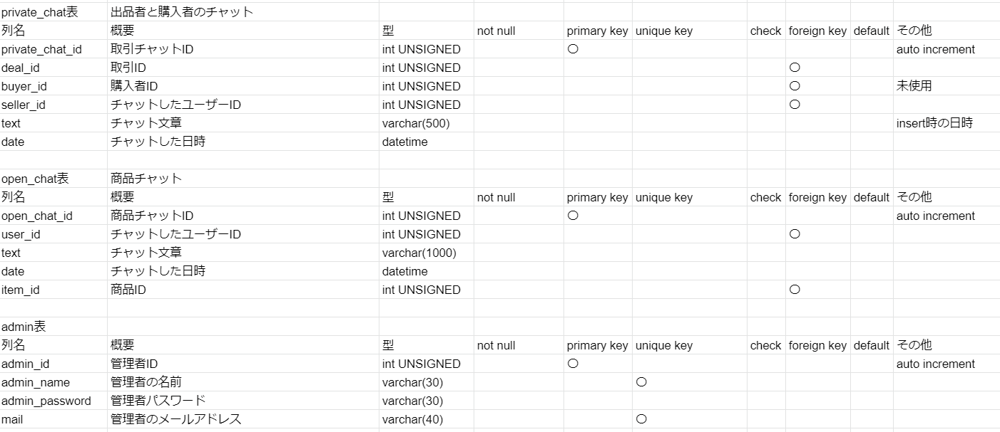 private_chat表 出品者と購入者のチャット
列名 概要 型 not null primary key unique key check foreign key default その他
private_chat_id 取引チャットID int UNSIGNED 〇 auto increment
deal_id 取引ID int UNSIGNED 〇
buyer_id 購入者ID int UNSIGNED 〇 未使用
seller_id チャットしたユーザーID int UNSIGNED 〇
text チャット文章 varchar(500) insert時の日時
date チャットした日時 datetime
open_chat表 商品チャット
列名 概要 型 not null primary key unique key check foreign key default その他
open_chat_id 商品チャットID int UNSIGNED 〇 auto increment
user_id チャットしたユーザーID int UNSIGNED 〇
text チャット文章 varchar(1000)
date チャットした日時 datetime
item_id 商品ID int UNSIGNED 〇
admin表
列名 概要 型 not null primary key unique key check foreign key default その他
admin_id 管理者ID int UNSIGNED 〇 auto increment
admin_name 管理者の名前 varchar(30) 〇
admin_password 管理者パスワード varchar(30)
mail 管理者のメールアドレス varchar(40) 〇